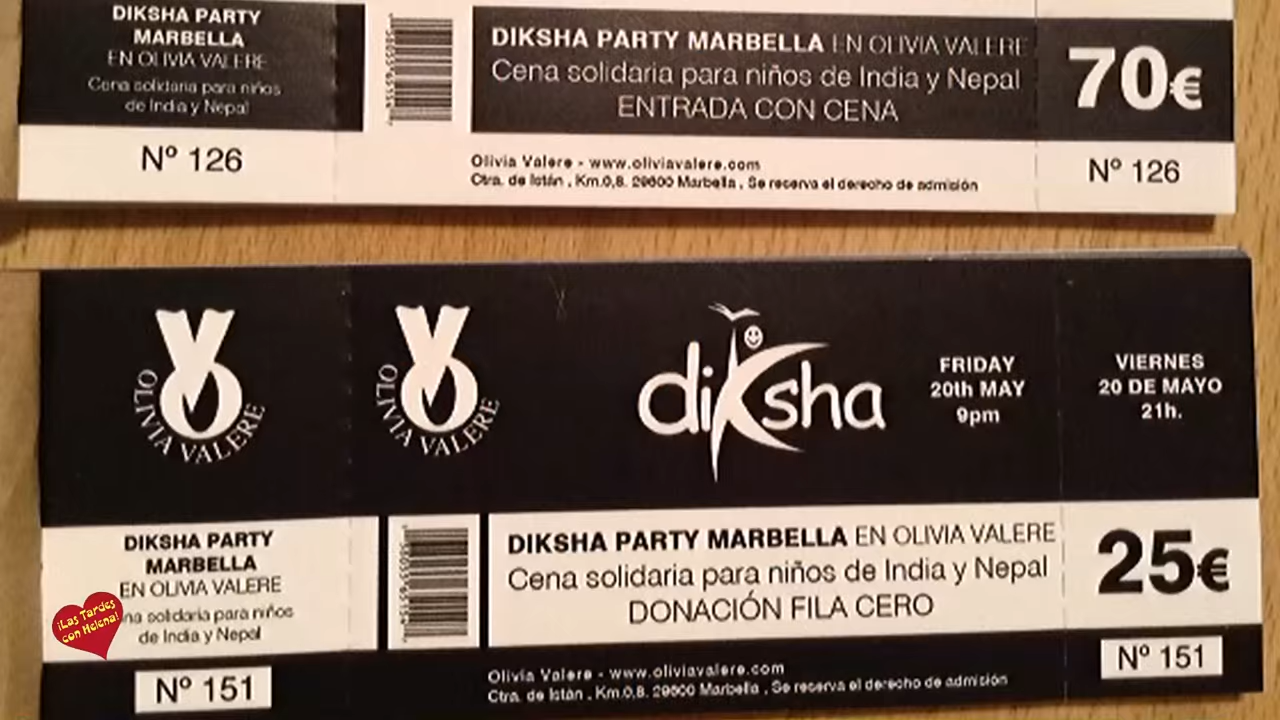 DIKSHA PARTY
MARBELLA
EN OLIVIA VALERE
Cena solidaria para niños
de India y Nepal
Nº 126
DIKSHA PARTY MARBELLA EN OLIVIA VALERE
Cena solidaria para niños de India y Nepal
ENTRADA CON CENA
70€
Olivia Valere - www.oliviavalere.com
Ctra. de Istán , Km.0,8. 29600 Marbella , Se reserva el derecho de admisión
Nº 126
OLIVIA VALERE
OLIVIA VALERE
diksha
FRIDAY
20th MAY
9pm
VIERNES
20 DE MAYO
21h.
DIKSHA PARTY
MARBELLA
EN OLIVIA VALERE
na solidaria para niños
de India y Nepal
¡Las Tardes
con Helena!
Nº 151
DIKSHA PARTY MARBELLA EN OLIVIA VALERE
Cena solidaria para niños de India y Nepal
DONACIÓN FILA CERO
25€
Olivia Valere - www.oliviavalere.com
Ctra. de Istán , Km.0,8. 29600 Marbella , Se reserva el derecho de admisión
Nº 151